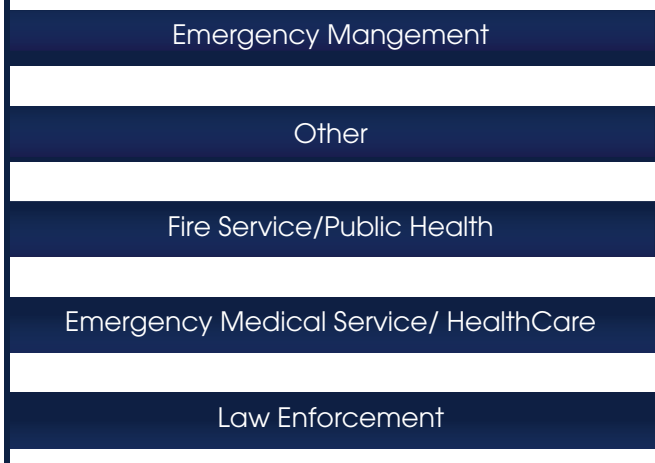 Emergency Mangement
Other
Fire Service/Public Health
Emergency Medical Service/ HealthCare
Law Enforcement